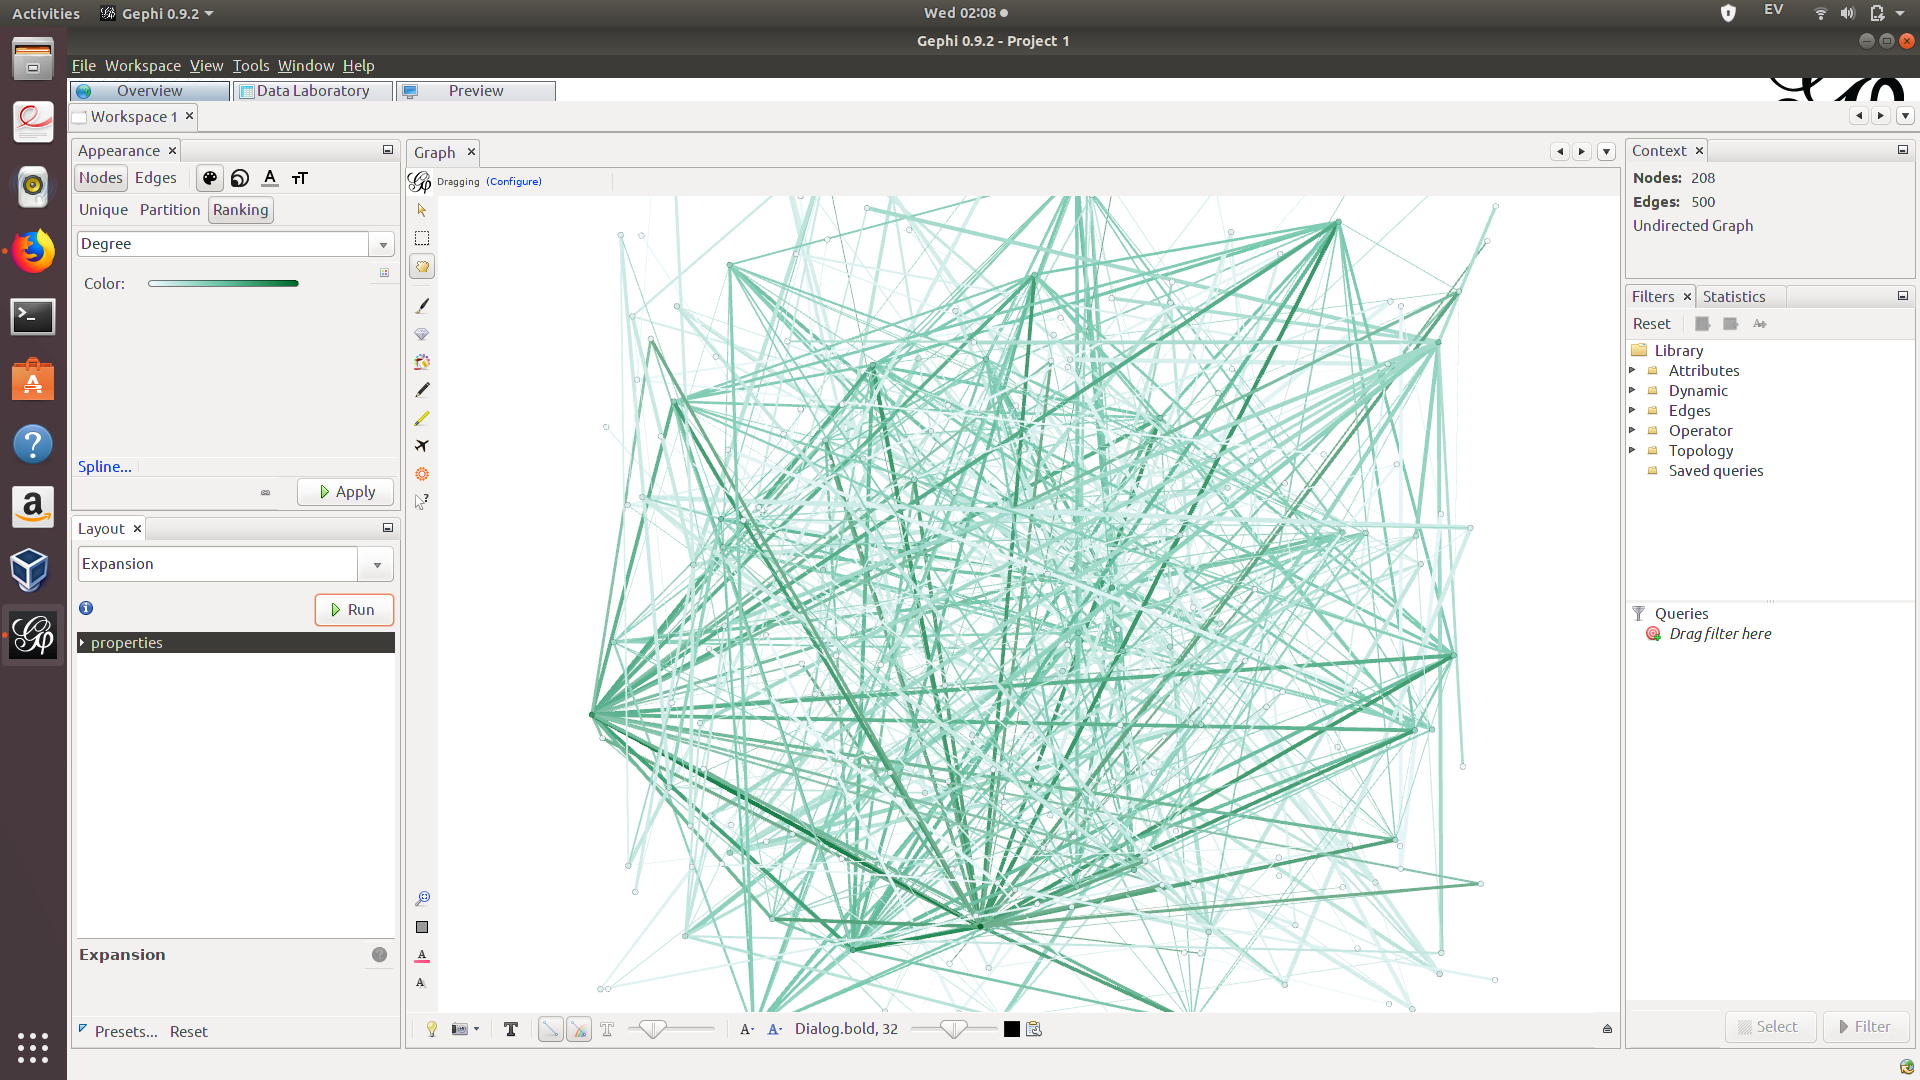 Activities Gephi 0.9.2 Wed 02:08 EV
Gephi 0.9.2 - Project 1
File Workspace View Tools Window Help
Overview Data Laboratory Preview
Workspace 1
Appearance
Nodes Edges
Unique Partition Ranking
Degree
Color:
Spline...
Apply
Layout
Expansion
Run
properties
Expansion
Presets... Reset
Graph
Dragging (Configure)
Dialog.bold, 32
Context
Nodes: 208
Edges: 500
Undirected Graph
Filters Statistics
Reset
Library
Attributes
Dynamic
Edges
Operator
Topology
Saved queries
Queries
Drag filter here
Select Filter